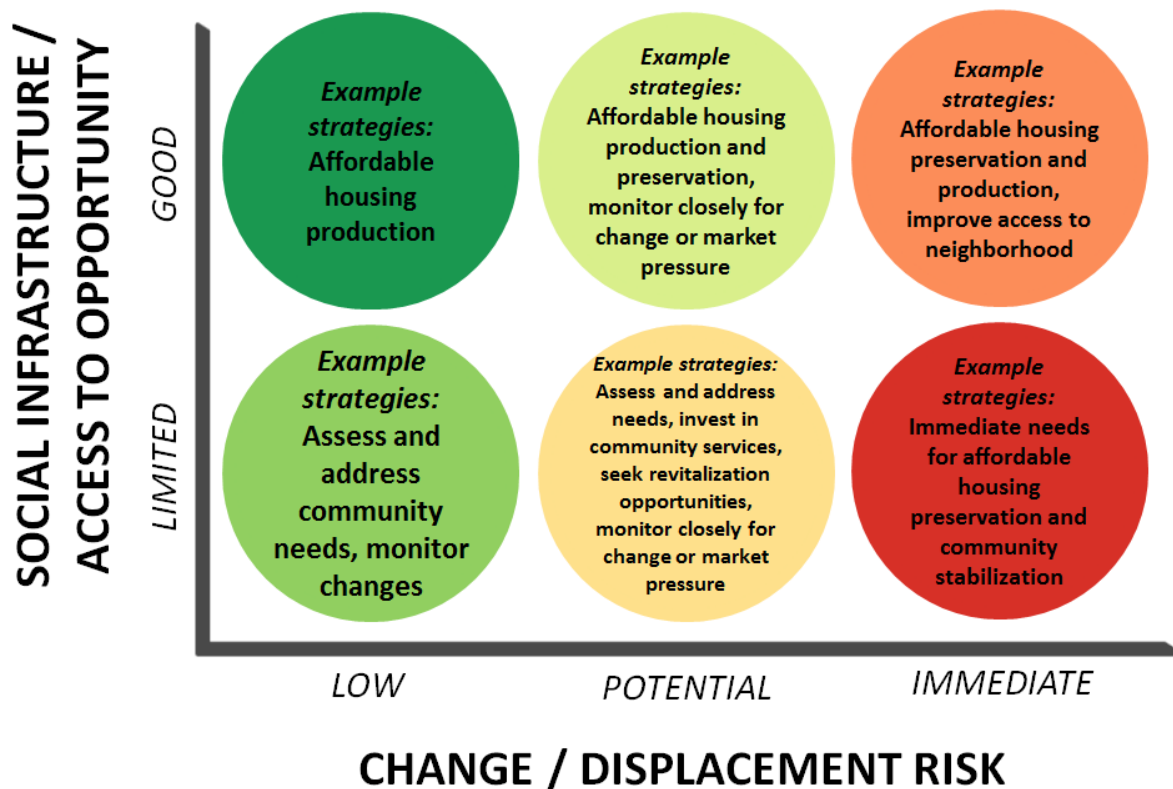 SOCIAL INFRASTRUCTURE /
ACCESS TO OPPORTUNITY
GOOD
Example
strategies:
Affordable
housing
production
Example
strategies:
Affordable housing
production and
preservation,
monitor closely for
change or market
pressure
Example
strategies:
Affordable housing
preservation and
production,
improve access to
neighborhood
LIMITED
Example
strategies:
Assess and
address
community
needs, monitor
changes
Example strategies:
Assess and address
needs, invest in
community services,
seek revitalization
opportunities,
monitor closely for
change or market
pressure
Example
strategies:
Immediate needs
for affordable
housing
preservation and
community
stabilization
LOW
POTENTIAL
IMMEDIATE
CHANGE / DISPLACEMENT RISK